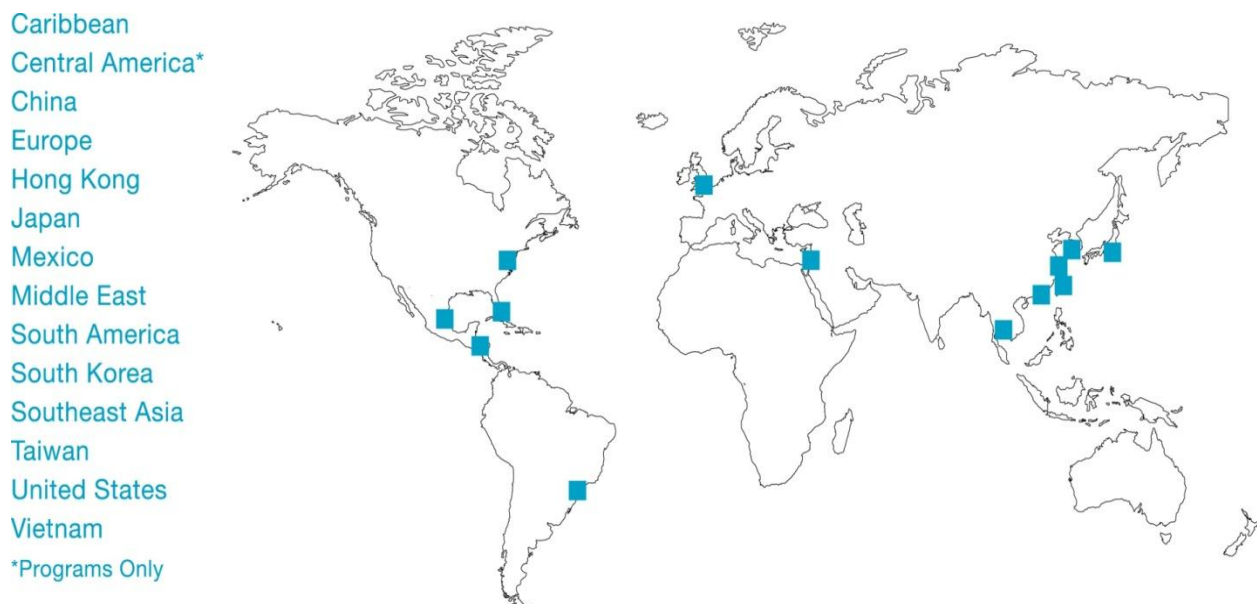 Caribbean
Central America*
China
Europe
Hong Kong
Japan
Mexico
Middle East
South America
South Korea
Southeast Asia
Taiwan
United States
Vietnam
*Programs Only